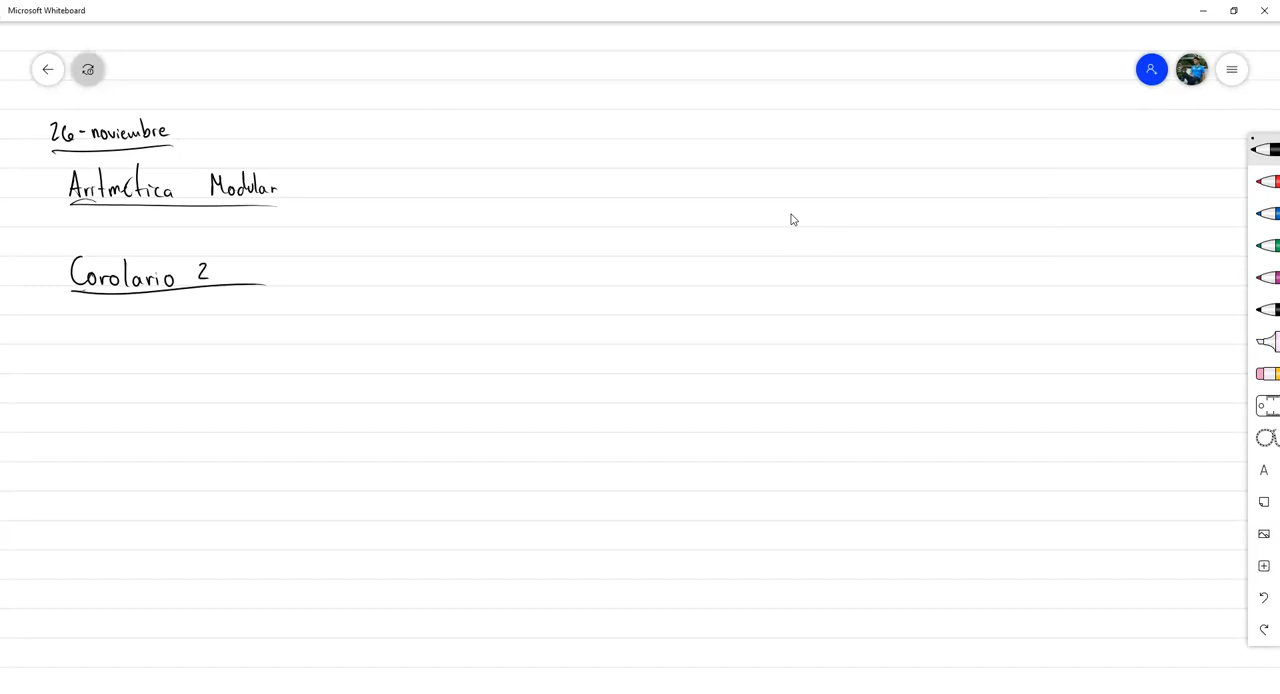 Microsoft Whiteboard
26-noviembre
Aritmética Modular
Corolario 2
A